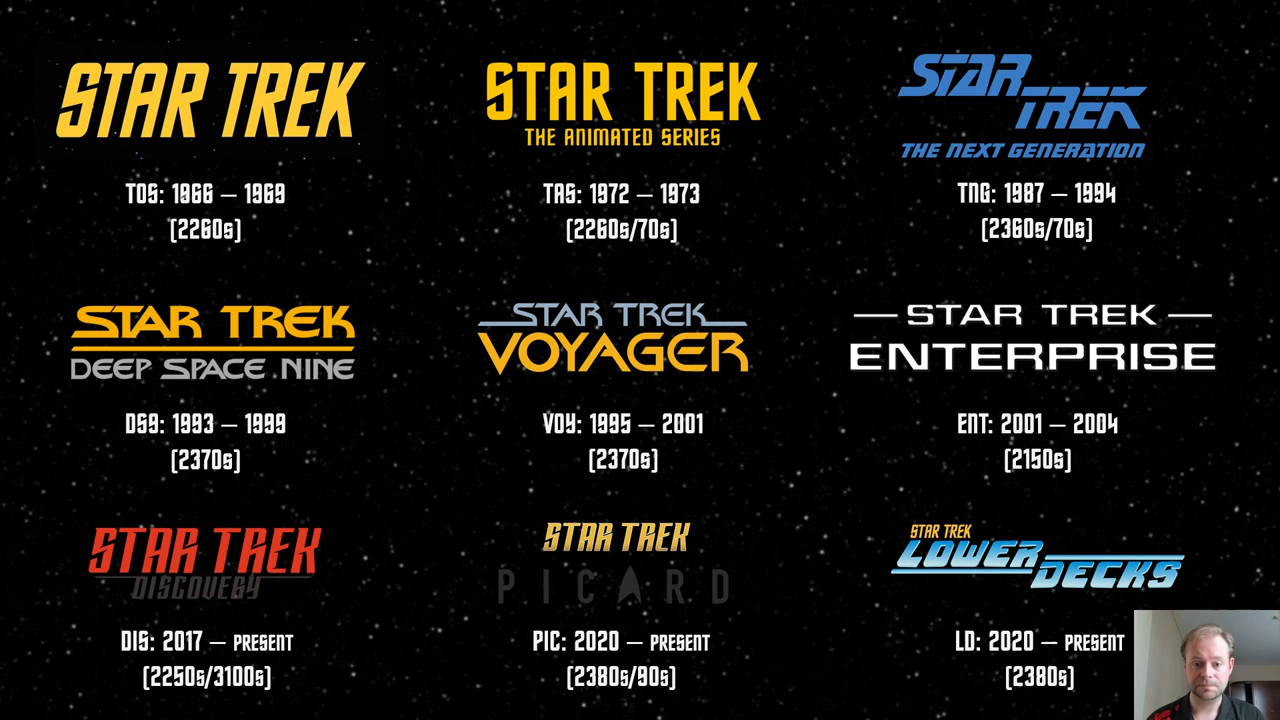 STAR TREK
TOS: 1966 – 1969
(2260s)
STAR TREK
THE ANIMATED SERIES
TAS: 1972 – 1973
(2260s/70s)
STAR
TREK
THE NEXT GENERATION
TNG: 1987 – 1994
(2360s/70s)
STAR TREK
DEEP SPACE NINE
DS9: 1993 – 1999
(2370s)
STAR TREK
VOYAGER
VOY: 1995 – 2001
(2370s)
STAR TREK
ENTERPRISE
ENT: 2001 – 2004
(2150s)
STAR TREK
DISCOVERY
DIS: 2017 – PRESENT
(2250s/3100s)
STAR TREK
PICARD
PIC: 2020 – PRESENT
(2380s/90s)
STAR TREK
LOWER
DECKS
LD: 2020 – PRESENT
(2380s)